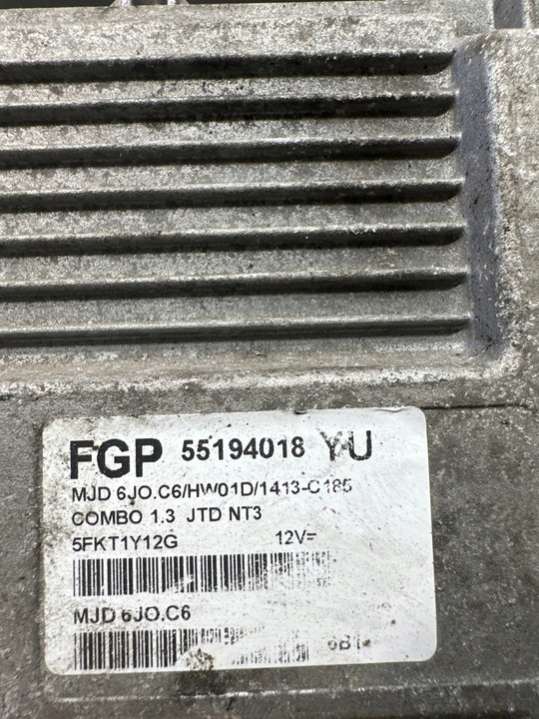 FGP 55194018 YU
MJD 6JO.C6/HW01D/1413-C185
COMBO 1.3 JTD NT3
5FKT1Y12G 12V=
MJD 6JO.C6